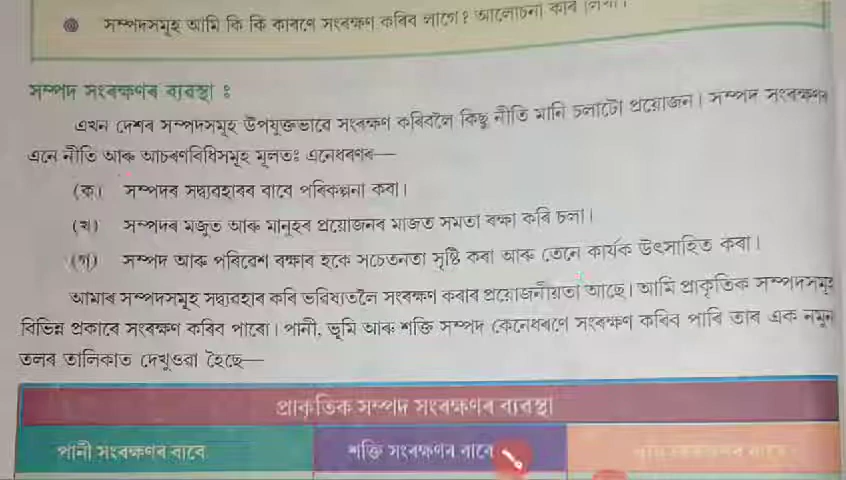 সম্পদসমূহ আমি কি কি কাৰণে সংৰক্ষণ কৰিব লাগে? আলোচনা কৰি
সম্পদ সংৰক্ষণৰ ব্যৱস্থা ঃ
এখন দেশৰ সম্পদসমূহ উপযুক্তভাৱে সংৰক্ষণ কৰিবলৈ কিছু নীতি মানি চলাটো প্ৰয়োজন। সম্পদ সংৰক্ষণৰ
এনে নীতি আৰু আচৰণবিধিসমূহ মূলতঃ এনেধৰণৰ—
(ক) সম্পদৰ সদ্ব্যৱহাৰৰ বাবে পৰিকল্পনা কৰা।
(খ) সম্পদৰ মজুত আৰু মানুহৰ প্ৰয়োজনৰ মাজত সমতা ৰক্ষা কৰি চলা।
(গ) সম্পদ আৰু পৰিৱেশ ৰক্ষাৰ হকে সচেতনতা সৃষ্টি কৰা আৰু তেনে কাৰ্যক উৎসাহিত কৰা।
আমাৰ সম্পদসমূহ সদ্ব্যৱহাৰ কৰি ভৱিষ্যতলৈ সংৰক্ষণ কৰাৰ প্ৰয়োজনীয়তা আছে। আমি প্ৰাকৃতিক সম্পদসমূহ
বিভিন্ন প্ৰকাৰে সংৰক্ষণ কৰিব পাৰো। পানী, ভূমি আৰু শক্তি সম্পদ কেনেধৰণে সংৰক্ষণ কৰিব পাৰি তাৰ এক নমুনা
তলৰ তালিকাত দেখুওৱা হৈছে—
প্ৰাকৃতিক সম্পদ সংৰক্ষণৰ ব্যৱস্থা
পানী সংৰক্ষণৰ বাবে শক্তি সংৰক্ষণৰ বাবে